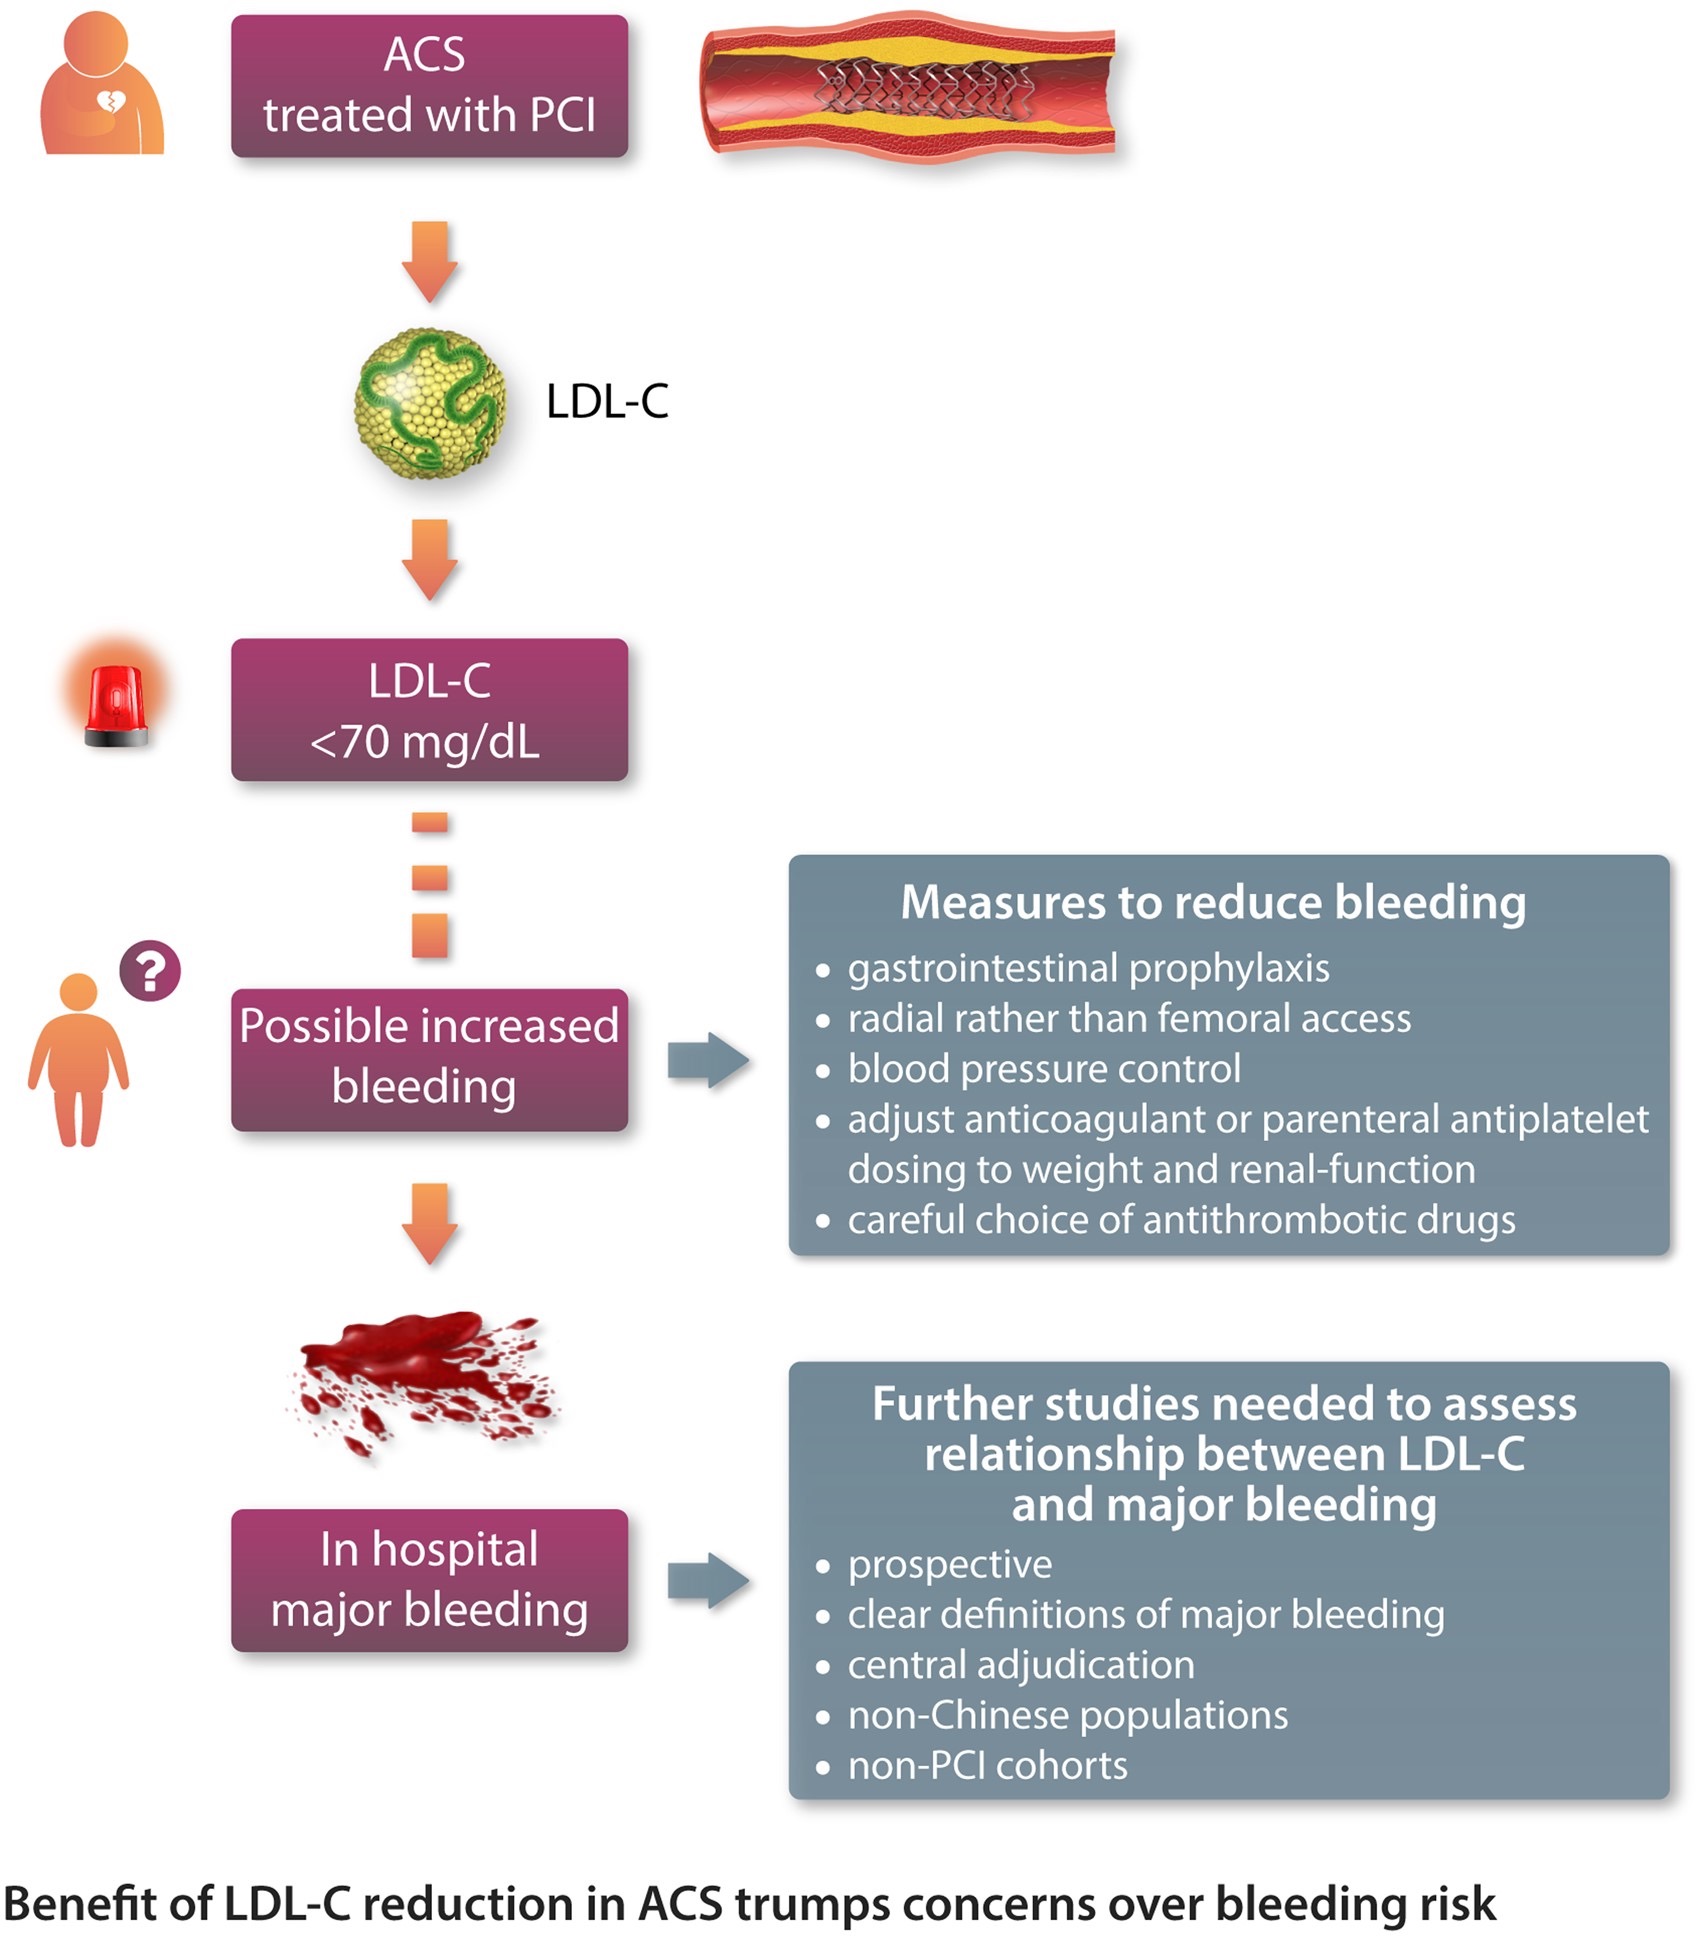 ACS
treated with PCI
LDL-C
LDL-C
<70 mg/dL
?
Possible increased
bleeding
Measures to reduce bleeding
• gastrointestinal prophylaxis
• radial rather than femoral access
• blood pressure control
• adjust anticoagulant or parenteral antiplatelet
dosing to weight and renal-function
• careful choice of antithrombotic drugs
In hospital
major bleeding
Further studies needed to assess
relationship between LDL-C
and major bleeding
• prospective
• clear definitions of major bleeding
• central adjudication
• non-Chinese populations
• non-PCI cohorts
Benefit of LDL-C reduction in ACS trumps concerns over bleeding risk